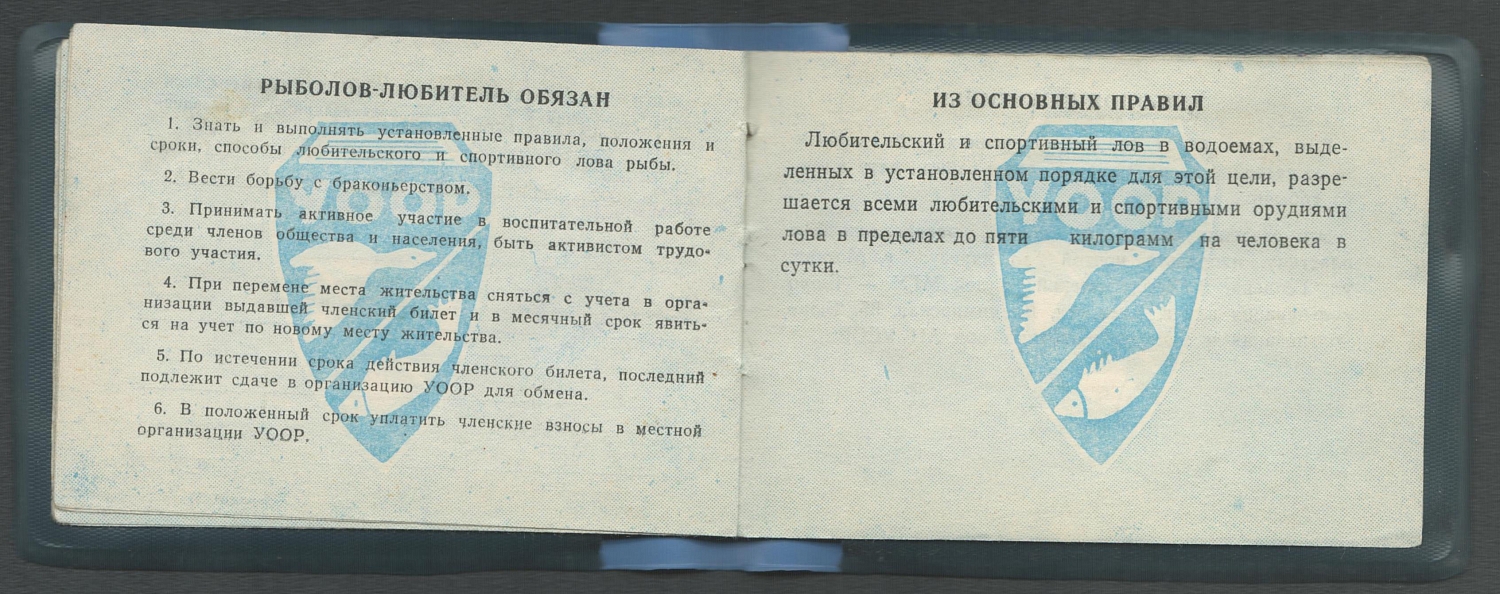 РЫБОЛОВ-ЛЮБИТЕЛЬ ОБЯЗАН
1. Знать и выполнять установленные правила, положения и
сроки, способы любительского и спортивного лова рыбы.
2. Вести борьбу с браконьерством.
3. Принимать активное участие в воспитательной работе
среди членов общества и населения, быть активистом трудо-
вого участия.
4. При перемене места жительства сняться с учета в орга-
низации выдавшей членский билет и в месячный срок явить-
ся на учет по новому месту жительства.
5. По истечении срока действия членского билета, последний
подлежит сдаче в организацию УООР для обмена.
6. В положенный срок уплатить членские взносы в местной
организации УООР.
УООР
ИЗ ОСНОВНЫХ ПРАВИЛ
Любительский и спортивный лов в водоемах, выде-
ленных в установленном порядке для этой цели, разре-
шается всеми любительскими и спортивными орудиями
лова в пределах до пяти килограмм на человека в
сутки.
УООР